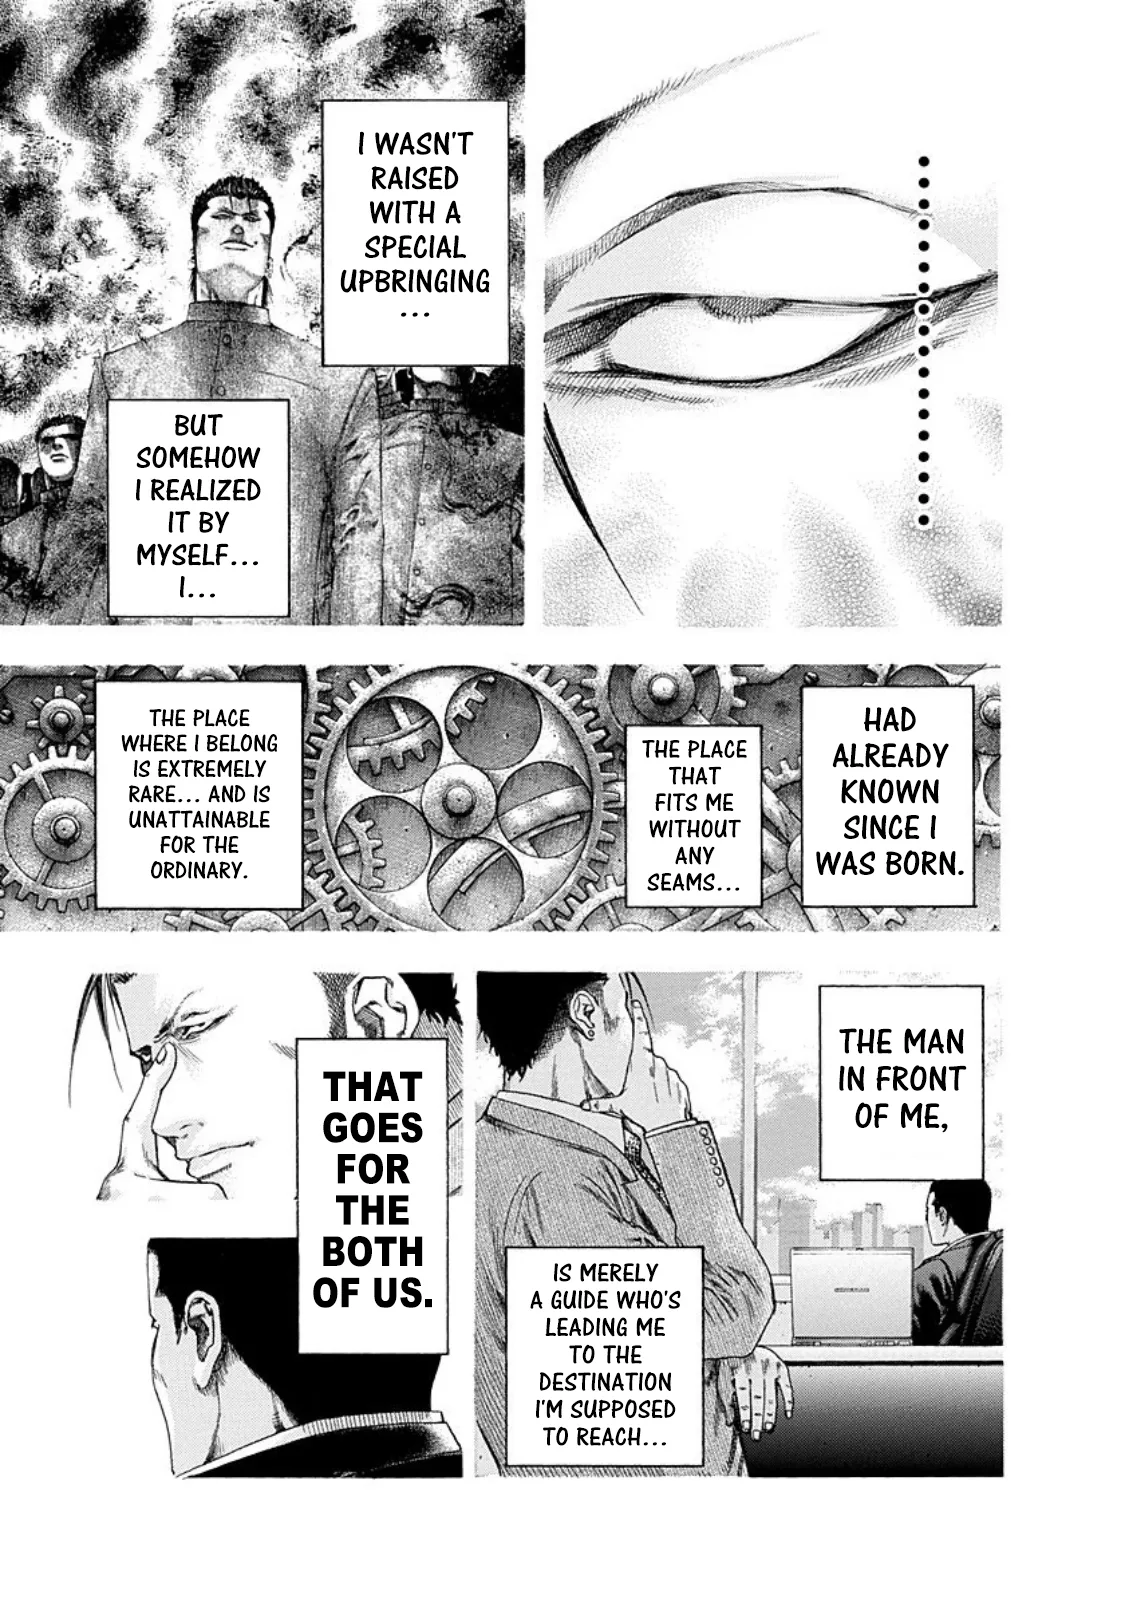 I WASN'T
RAISED
WITH A
SPECIAL
UPBRINGING
...
BUT
SOMEHOW
I REALIZED
IT BY
MYSELF...
I...
HAD
ALREADY
KNOWN
SINCE I
WAS BORN.
THE PLACE
THAT
FITS ME
WITHOUT
ANY
SEAMS...
THE PLACE
WHERE I BELONG
IS EXTREMELY
RARE... AND IS
UNATTAINABLE
FOR THE
ORDINARY.
THE MAN
IN FRONT
OF ME,
IS MERELY
A GUIDE WHO'S
LEADING ME
TO THE
DESTINATION
I'M SUPPOSED
TO REACH...
THAT
GOES
FOR
THE
BOTH
OF US.